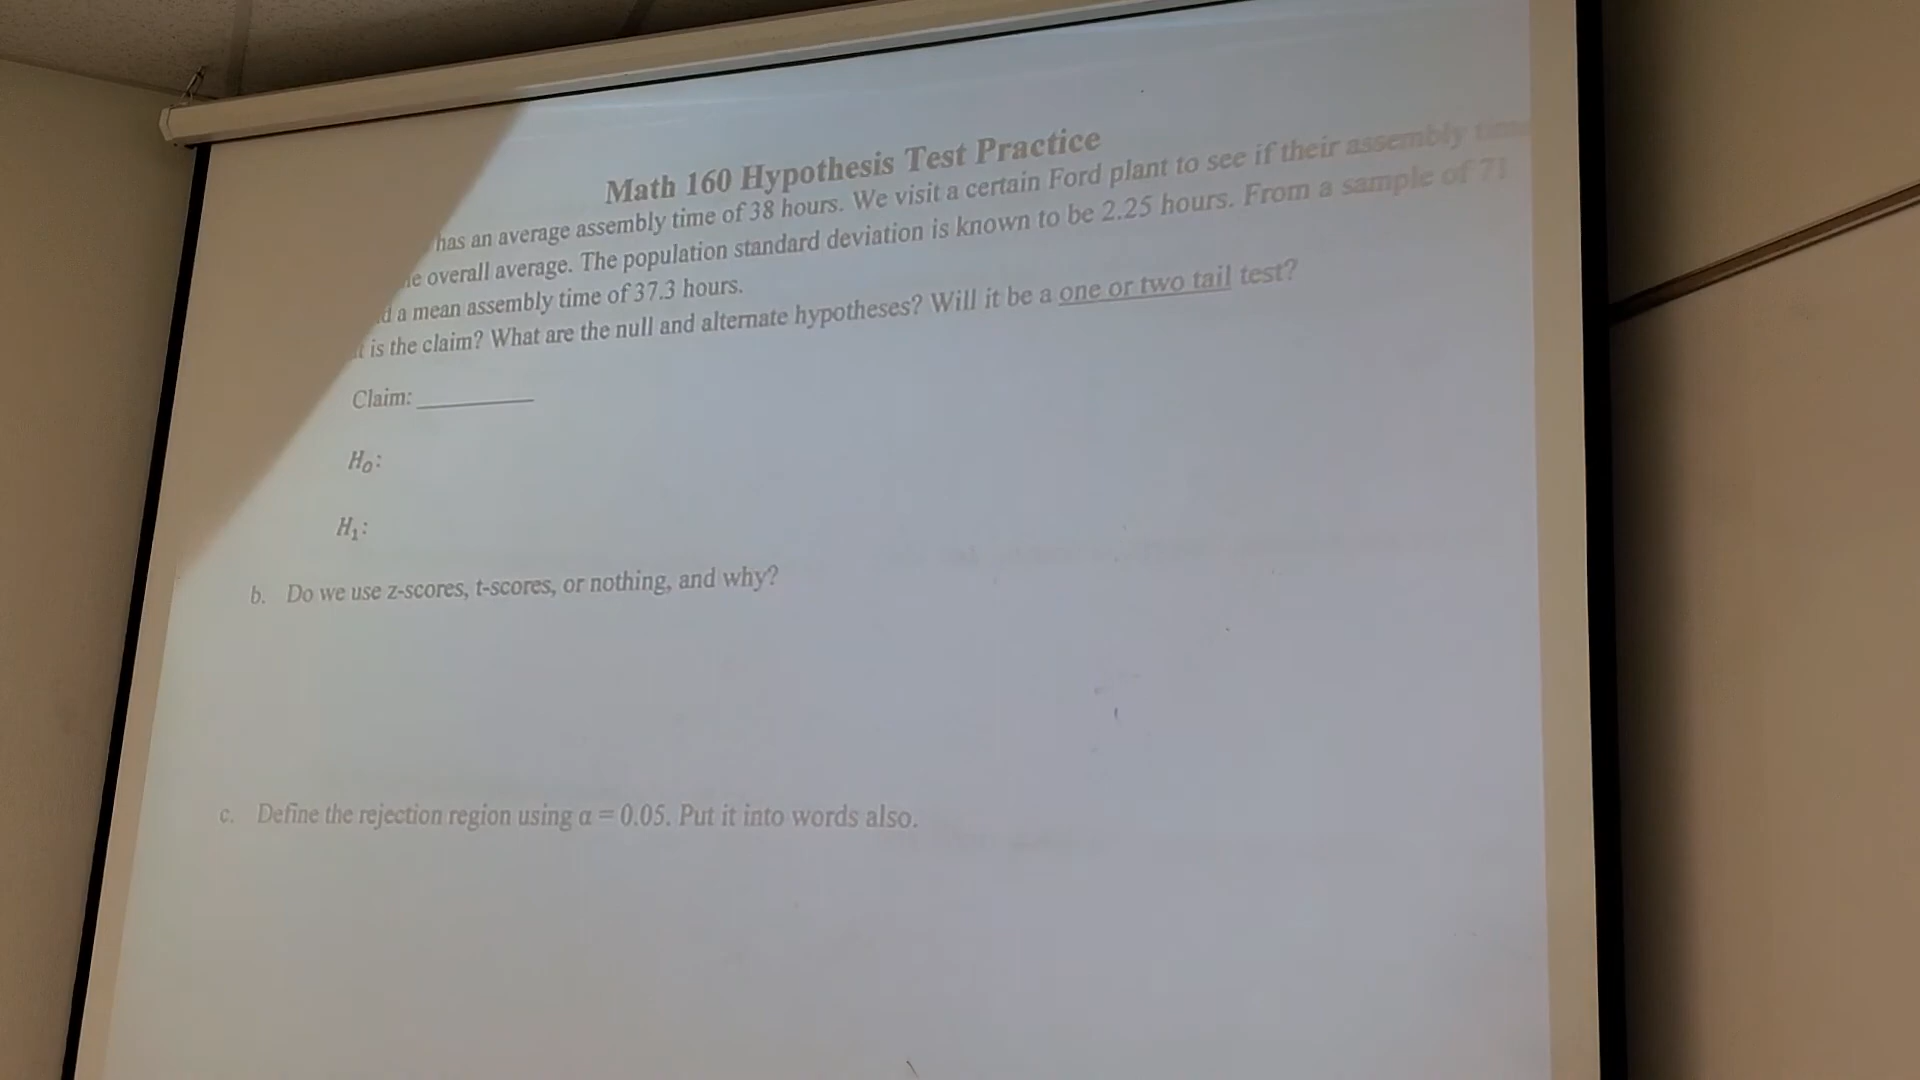 Math 160 Hypothesis Test Practice
has an average assembly time of 38 hours. We visit a certain Ford plant to see if their assembly
overall average. The population standard deviation is known to be 2.25 hours. From a sample of 71
a mean assembly time of 37.3 hours.
is the claim? What are the null and alternate hypotheses? Will it be a one or two tail test?
Claim: __________
H₀:
H₁:
b. Do we use z-scores, t-scores, or nothing, and why?
c. Define the rejection region using α = 0.05. Put it into words also.